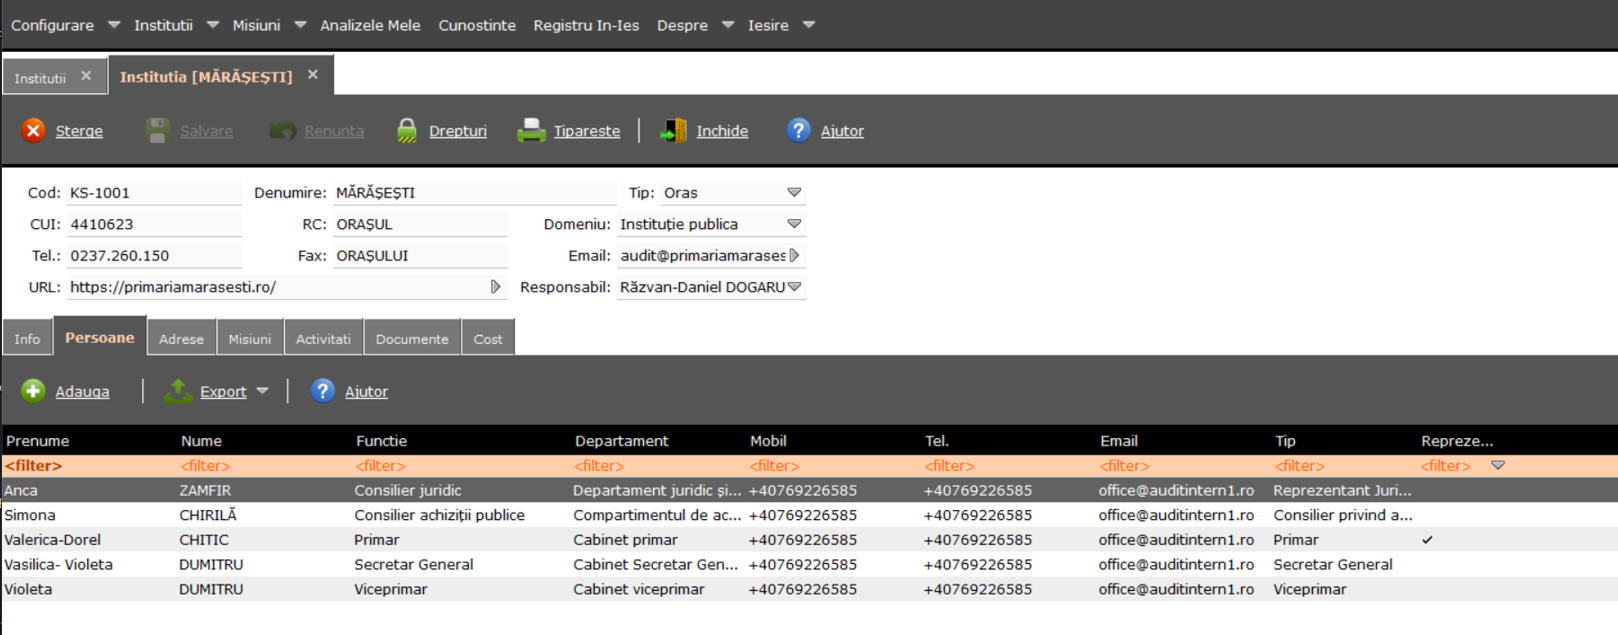 Configurare Institutii Misiuni Analizele Mele Cunostinte Registru In-Ies Despre Iesire
Institutii Institutia [MĂRĂȘEȘTI]
Sterge Salvare Renunta Drepturi Tipareste Inchide Ajutor
Cod: KS-1001 Denumire: MĂRĂȘEȘTI Tip: Oras
CUI: 4410623 RC: ORAȘUL Domeniu: Instituție publica
Tel.: 0237.260.150 Fax: ORAȘULUI Email: audit@primariamarases
URL: https://primariamarasesti.ro/ Responsabil: Răzvan-Daniel DOGARU
Info Persoane Adrese Misiuni Activitati Documente Cost
Adauga Export Ajutor
Prenume Nume Functie Departament Mobil Tel. Email Tip Repreze...
<filter> <filter> <filter> <filter> <filter> <filter> <filter> <filter> <filter>
Anca ZAMFIR Consilier juridic Departament juridic și... +40769226585 +40769226585 office@auditintern1.ro Reprezentant Juri...
Simona CHIRILĂ Consilier achiziții publice Compartimentul de ac... +40769226585 +40769226585 office@auditintern1.ro Consilier privind a...
Valerica-Dorel CHITIC Primar Cabinet primar +40769226585 +40769226585 office@auditintern1.ro Primar ✓
Vasilica- Violeta DUMITRU Secretar General Cabinet Secretar Gen... +40769226585 +40769226585 office@auditintern1.ro Secretar General
Violeta DUMITRU Viceprimar Cabinet viceprimar +40769226585 +40769226585 office@auditintern1.ro Viceprimar